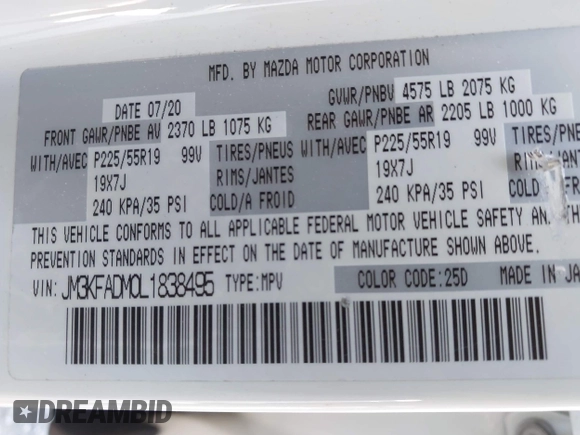 MFD. BY MAZDA MOTOR CORPORATION
DATE 07/20 GVWR/PNBV 4575 LB 2075 KG
FRONT GAWR/PNBE AV 2370 LB 1075 KG REAR GAWR/PNBE AR 2205 LB 1000 KG
WITH/AVEC P225/55R19 99V TIRES/PNEUS WITH/AVEC P225/55R19 99V TIRES/
19X7J RIMS/JANTES 19X7J RIMS/JANTE
240 KPA/35 PSI COLD/A FROID 240 KPA/35 PSI COLD/A
THIS VEHICLE CONFORMS TO ALL APPLICABLE FEDERAL MOTOR VEHICLE SAFETY AN
PREVENTION STANDARDS IN EFFECT ON THE DATE OF MANUFACTURE SHOWN ABOVE.
VIN: JM3KFADM0L1838495 TYPE:MPV COLOR CODE:25D MADE IN JA
DREAMBID